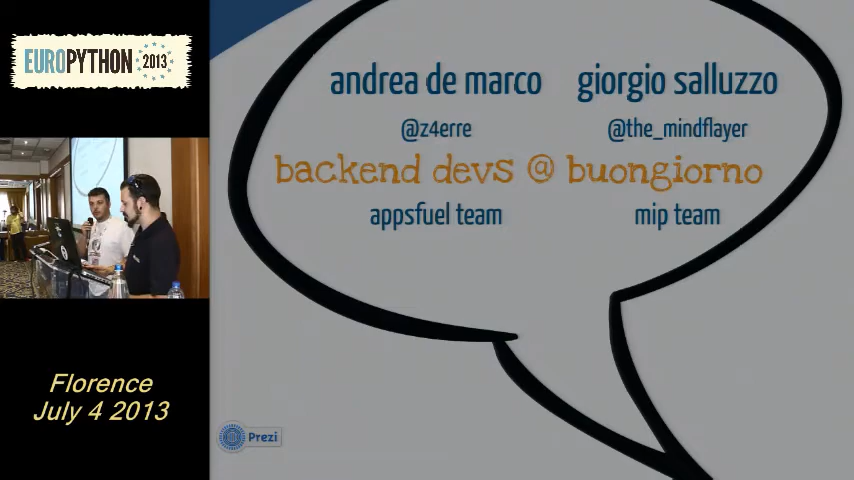 EUROPYTHON 2013
andrea de marco
giorgio salluzzo
@z4erre
@the_mindflayer
backend devs @ buongiorno
appsfuel team
mip team
Prezi
Florence
July 4 2013